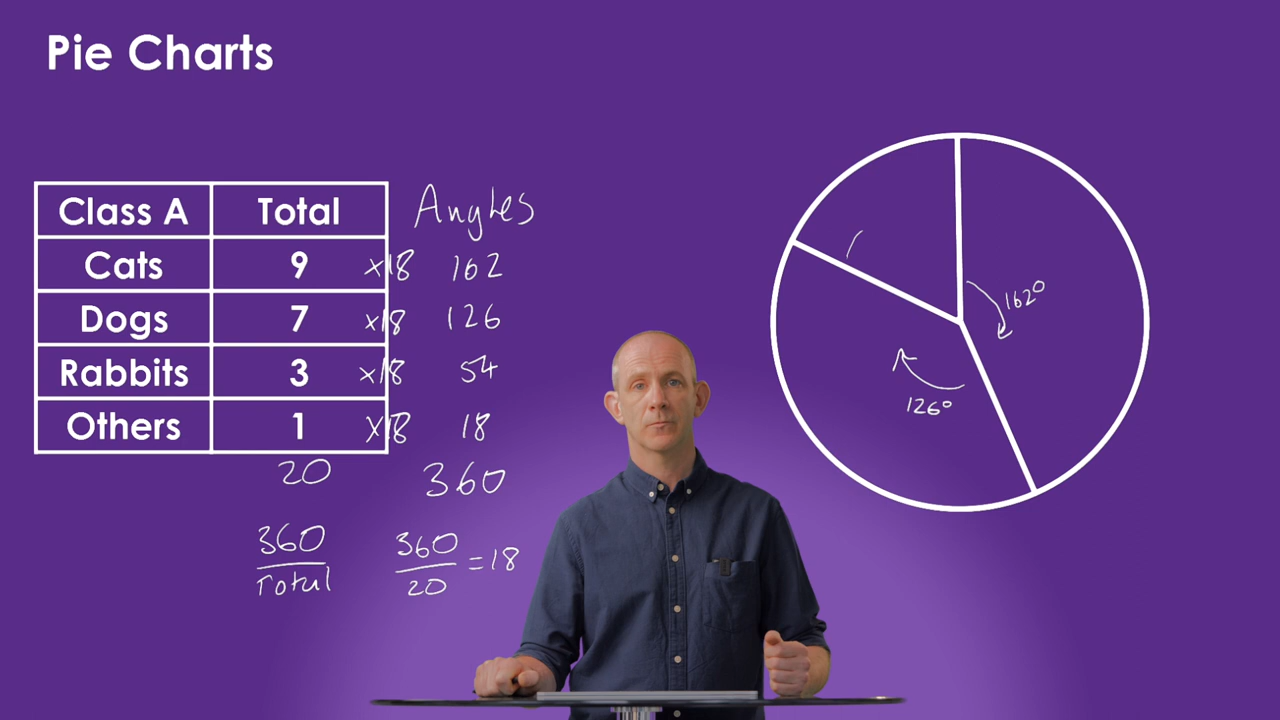 Pie Charts
Class A Total Angles
Cats 9 x18 162
Dogs 7 x18 126
Rabbits 3 x18 54
Others 1 x18 18
20 360
360
Total
360
20
=18
162°
126°